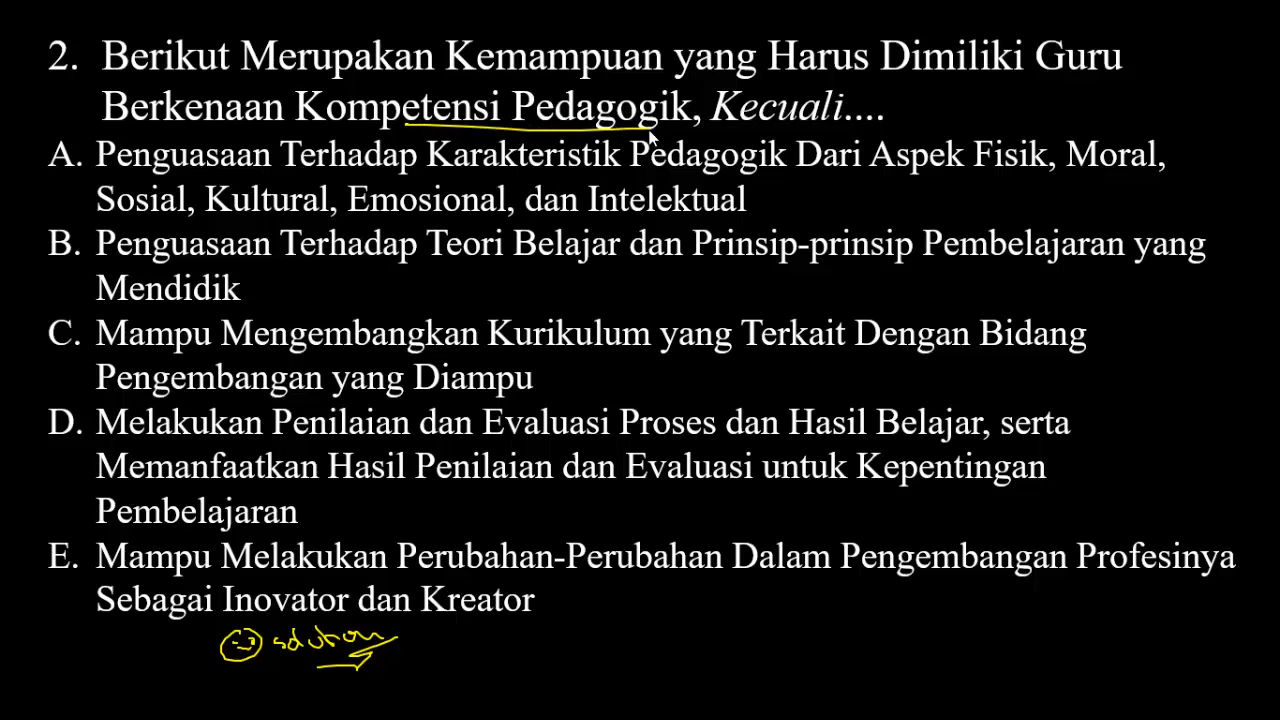 2. Berikut Merupakan Kemampuan yang Harus Dimiliki Guru
Berkenaan Kompetensi Pedagogik, Kecuali....
A. Penguasaan Terhadap Karakteristik Pedagogik Dari Aspek Fisik, Moral,
Sosial, Kultural, Emosional, dan Intelektual
B. Penguasaan Terhadap Teori Belajar dan Prinsip-prinsip Pembelajaran yang
Mendidik
C. Mampu Mengembangkan Kurikulum yang Terkait Dengan Bidang
Pengembangan yang Diampu
D. Melakukan Penilaian dan Evaluasi Proses dan Hasil Belajar, serta
Memanfaatkan Hasil Penilaian dan Evaluasi untuk Kepentingan
Pembelajaran
E. Mampu Melakukan Perubahan-Perubahan Dalam Pengembangan Profesinya
Sebagai Inovator dan Kreator